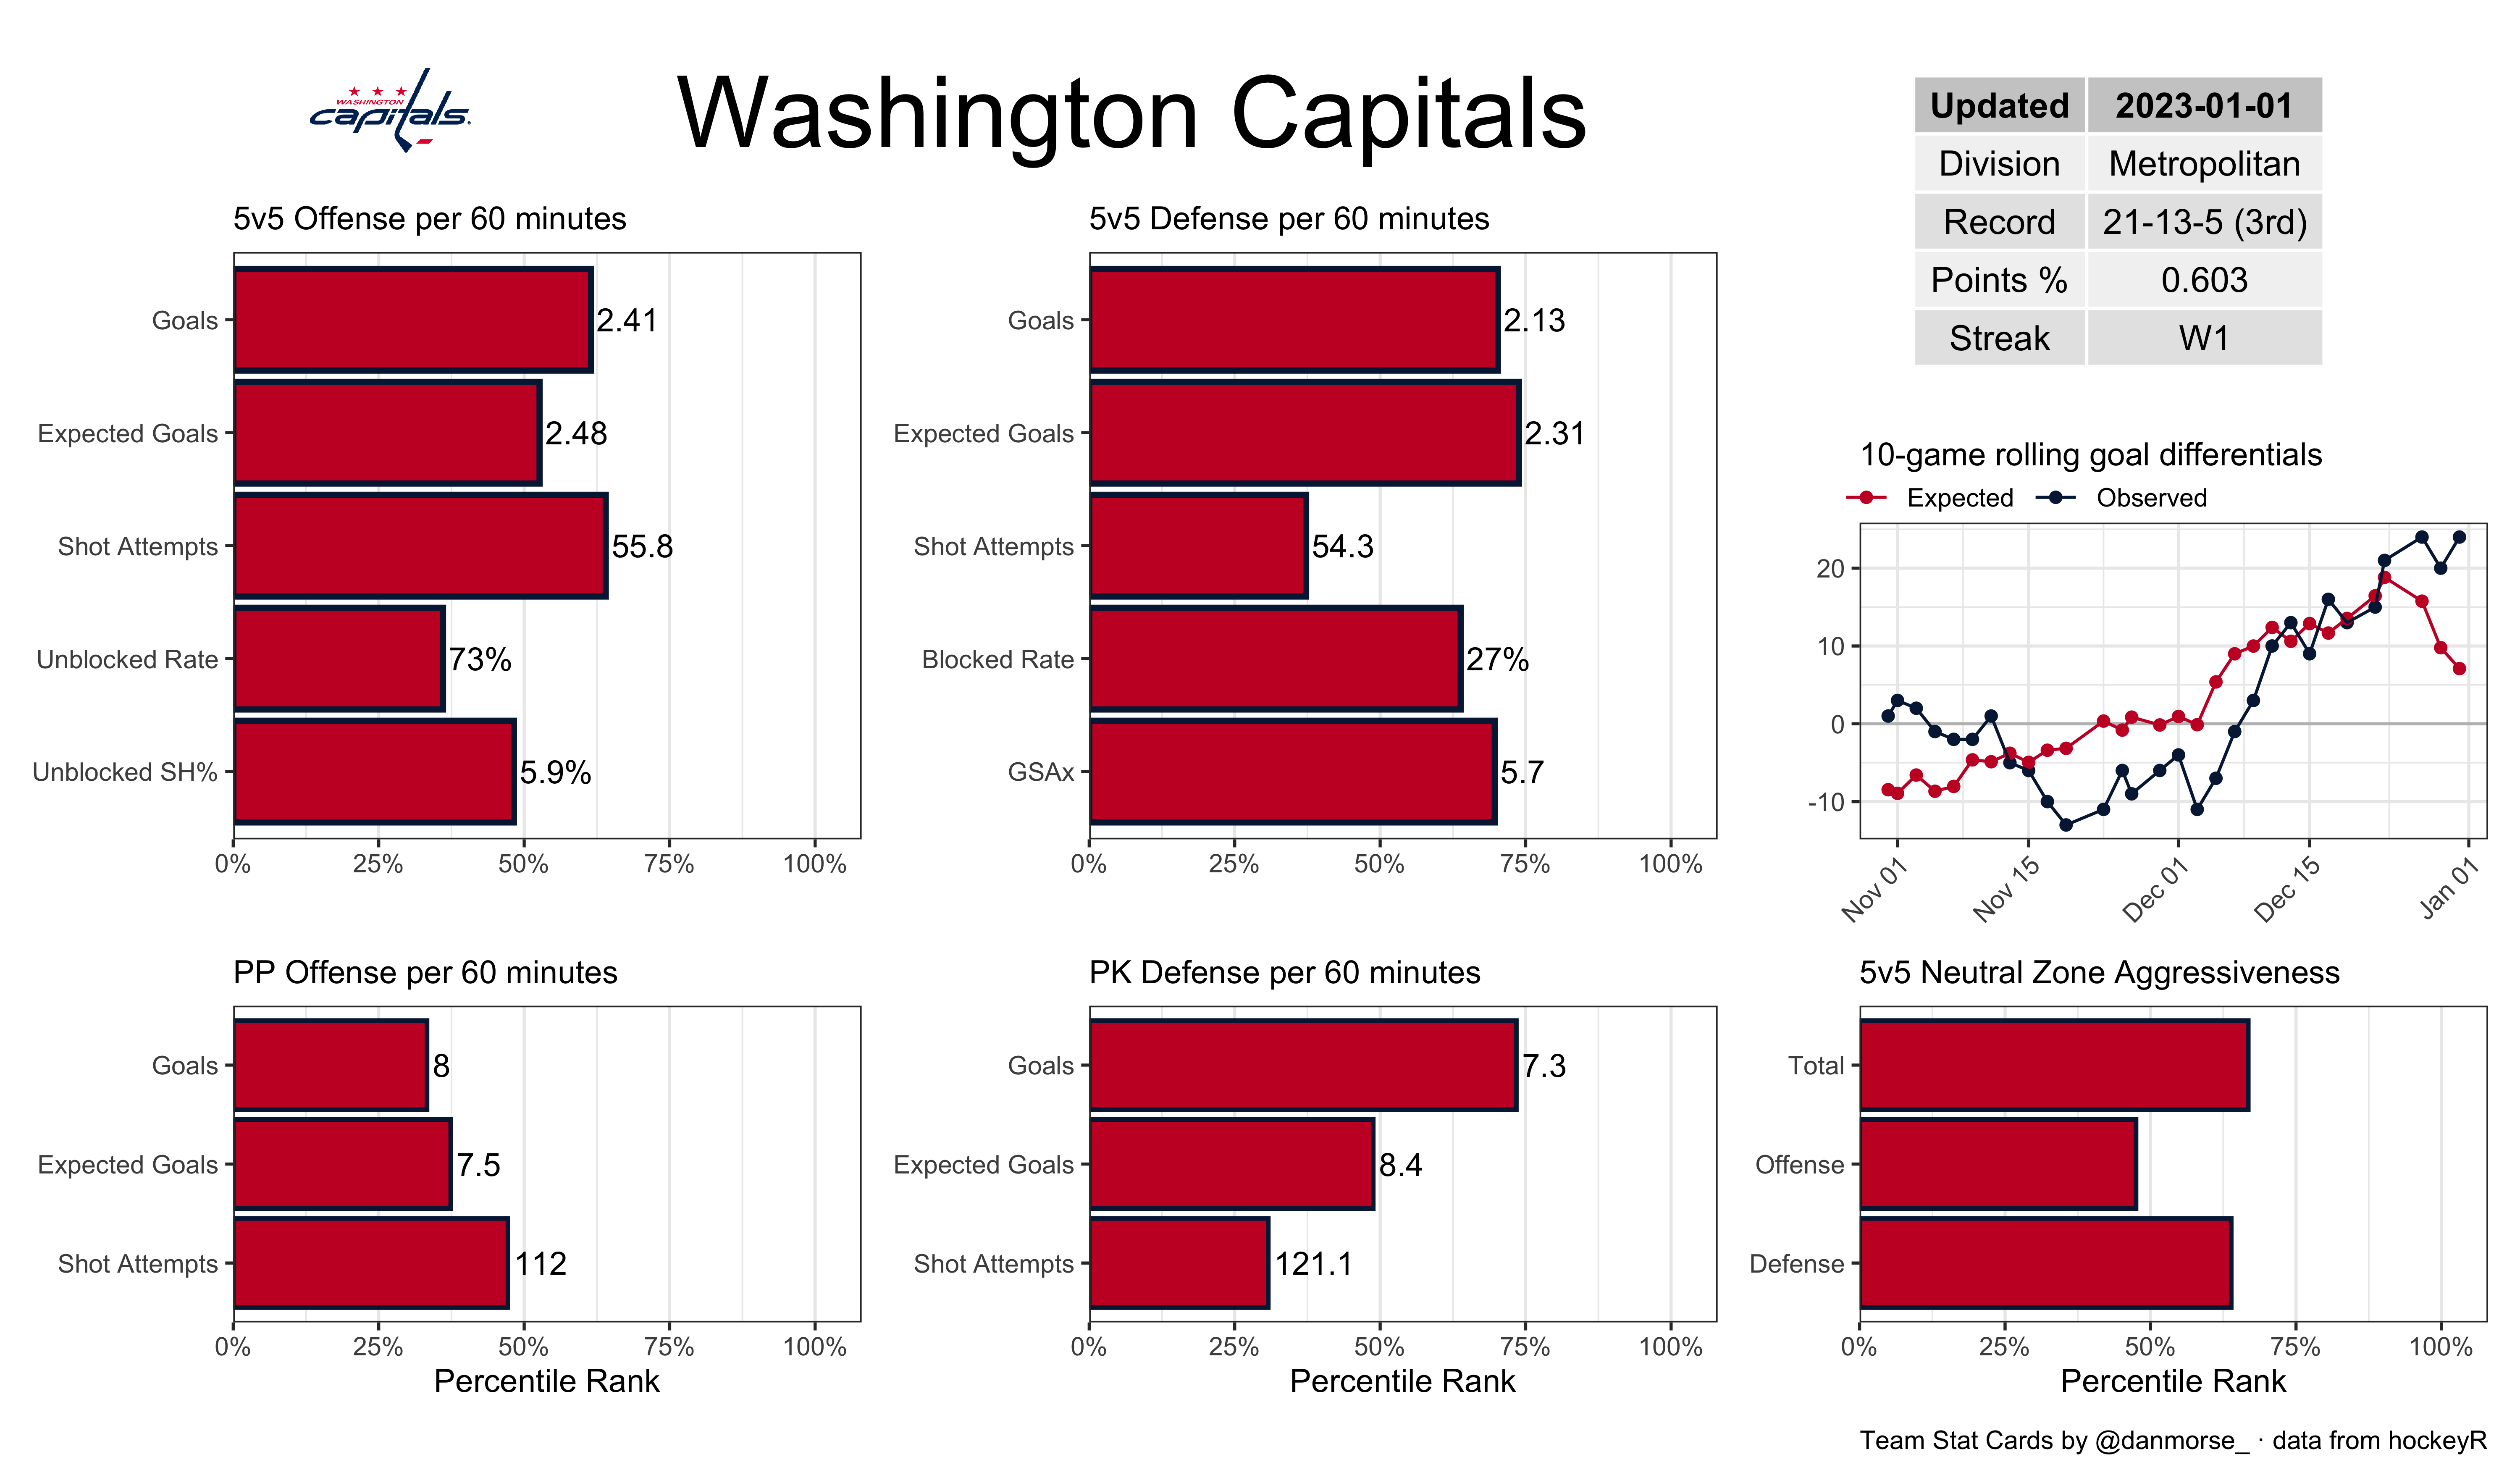 WASHINGTON
capitals.
Washington Capitals
Updated 2023-01-01
Division Metropolitan
Record 21-13-5 (3rd)
Points % 0.603
Streak W1
5v5 Offense per 60 minutes
Goals 2.41
Expected Goals 2.48
Shot Attempts 55.8
Unblocked Rate 73%
Unblocked SH% 5.9%
0% 25% 50% 75% 100%
5v5 Defense per 60 minutes
Goals 2.13
Expected Goals 2.31
Shot Attempts 54.3
Blocked Rate 27%
GSAx 5.7
0% 25% 50% 75% 100%
10-game rolling goal differentials
Expected Observed
20
10
0
-10
Nov 01 Nov 15 Dec 01 Dec 15 Jan 01
PP Offense per 60 minutes
Goals 8
Expected Goals 7.5
Shot Attempts 112
0% 25% 50% 75% 100%
Percentile Rank
PK Defense per 60 minutes
Goals 7.3
Expected Goals 8.4
Shot Attempts 121.1
0% 25% 50% 75% 100%
Percentile Rank
5v5 Neutral Zone Aggressiveness
Total
Offense
Defense
0% 25% 50% 75% 100%
Percentile Rank
Team Stat Cards by @danmorse_ · data from hockeyR